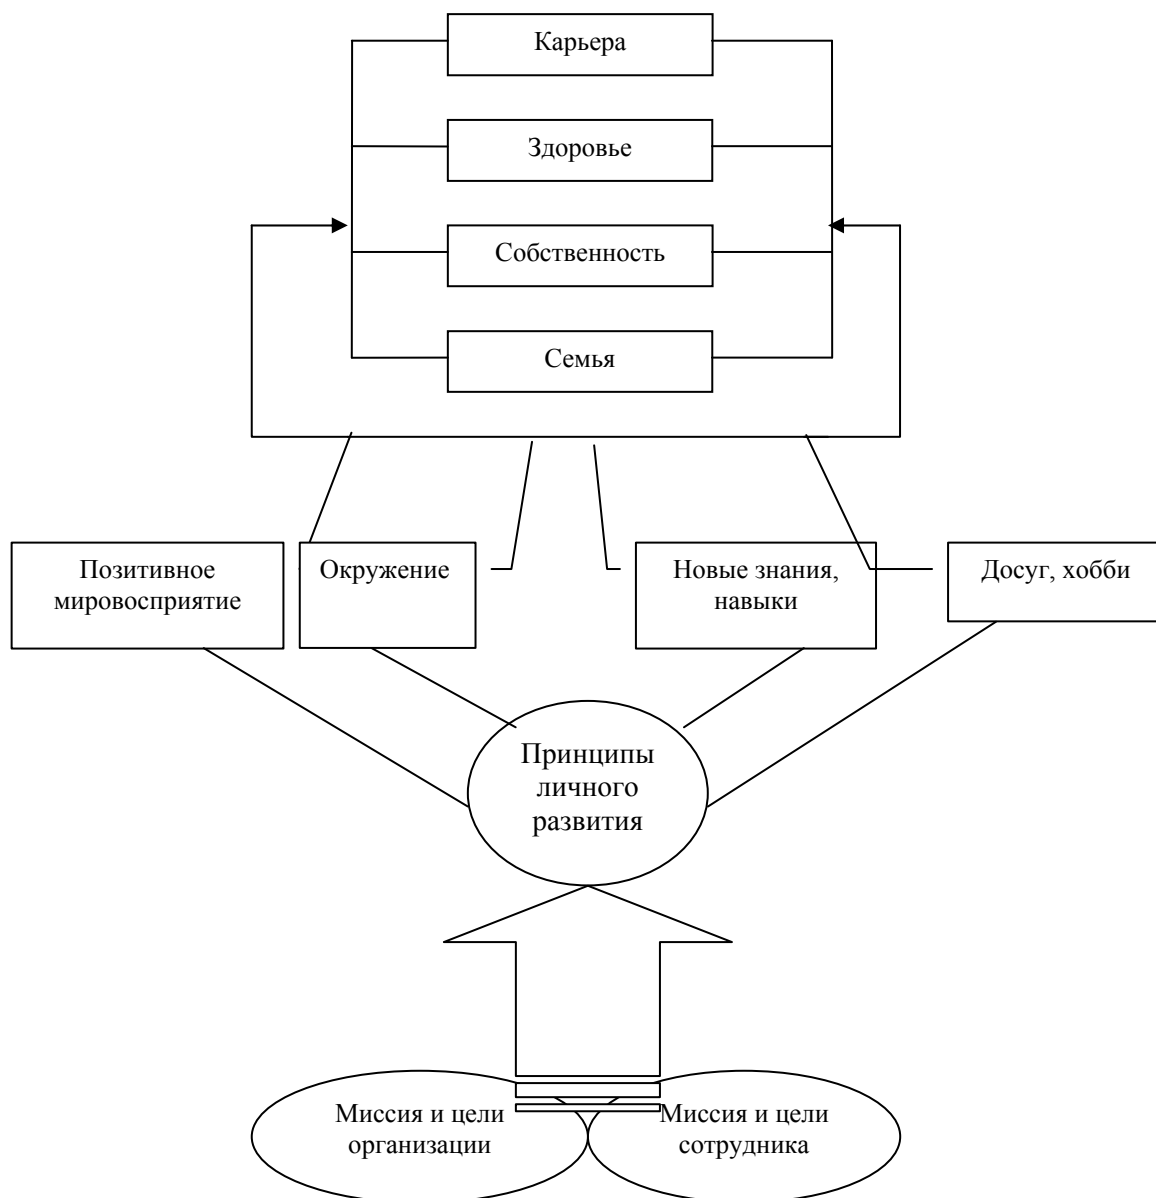 Карьера
Здоровье
Собственность
Семья
Позитивное
мировосприятие
Окружение
Новые знания,
навыки
Досуг, хобби
Принципы
личного
развития
Миссия и цели
организации
Миссия и цели
сотрудника